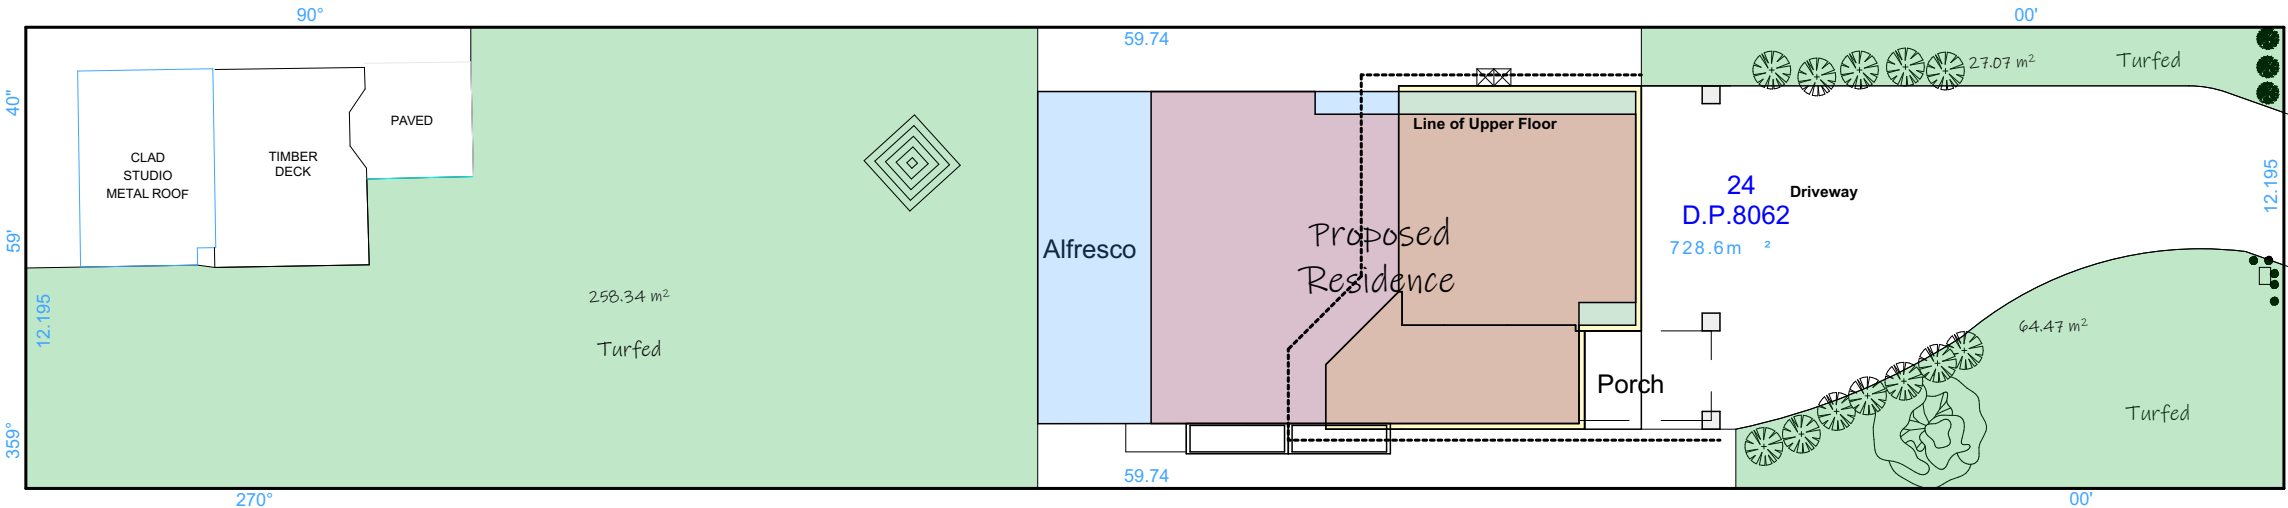 90°
00'
59.74
40"
59'
359°
12.195
CLAD
STUDIO
METAL ROOF
TIMBER
DECK
PAVED
258.34 m²
Turfed
Alfresco
Line of Upper Floor
Proposed
Residence
24
D.P.8062
728.6m ²
Driveway
Porch
27.07 m²
Turfed
12.195
64.47 m²
Turfed
59.74
270°
00'